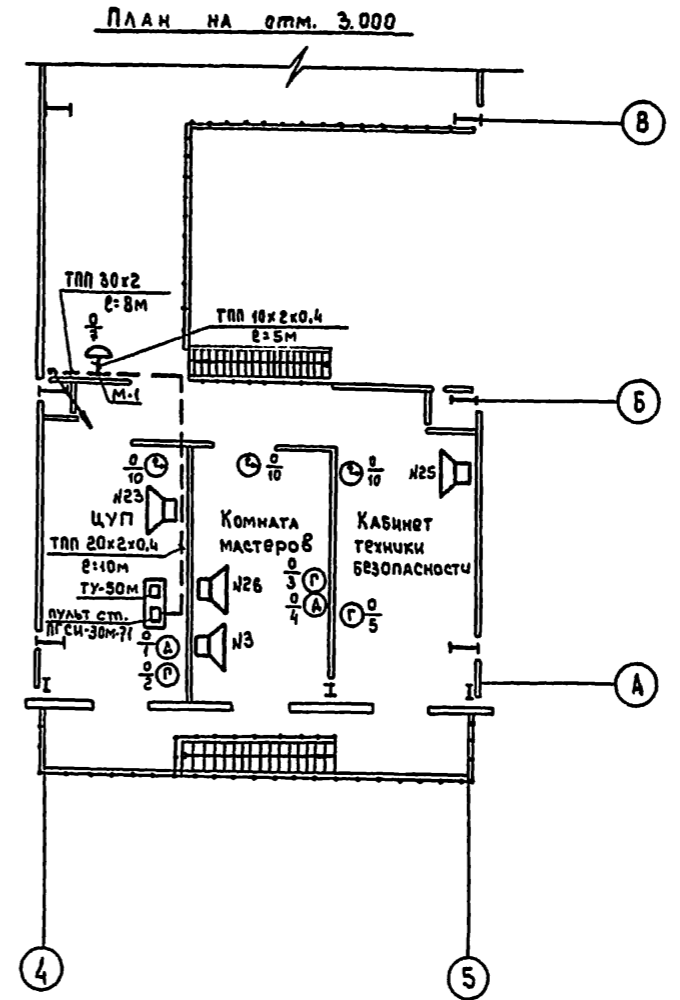 План на отм. 3.000
В
ТПП 30х2
ℓ=8м
ТПП 10х2х0,4
ℓ=5м
М-1
Б
0/10
0/10
0/10
N25
N23
ЦУП
Комната
мастеров
Кабинет
техники
безопасности
ТПП 20х2х0,4
ℓ=10м
ТУ-50м
пульт ст.
ПГСИ-30м-71
0/3 Г
0/4 А
Г 0/5
N26
N3
0/1 А
0/2 Г
I
I
I
А
4
5